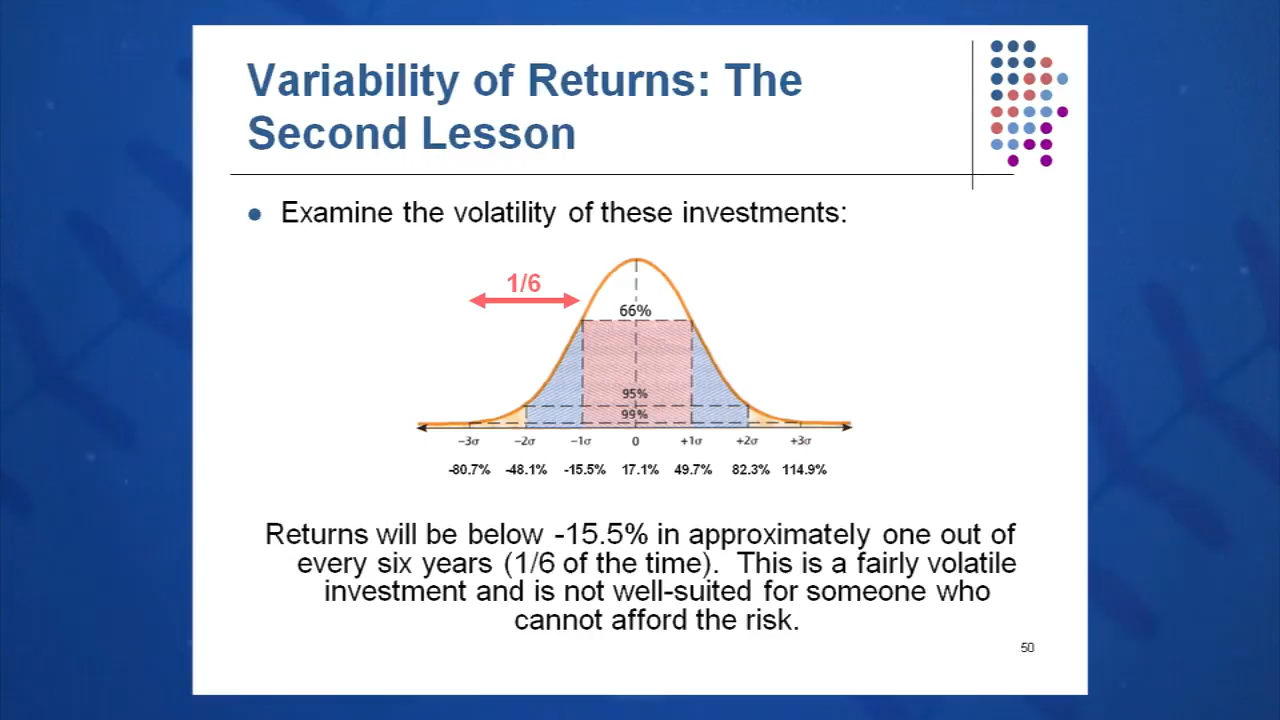 Variability of Returns: The
Second Lesson
Examine the volatility of these investments:
1/6
66%
95%
99%
−3σ −2σ −1σ 0 +1σ +2σ +3σ
-80.7% -48.1% -15.5% 17.1% 49.7% 82.3% 114.9%
Returns will be below -15.5% in approximately one out of
every six years (1/6 of the time). This is a fairly volatile
investment and is not well-suited for someone who
cannot afford the risk.
50